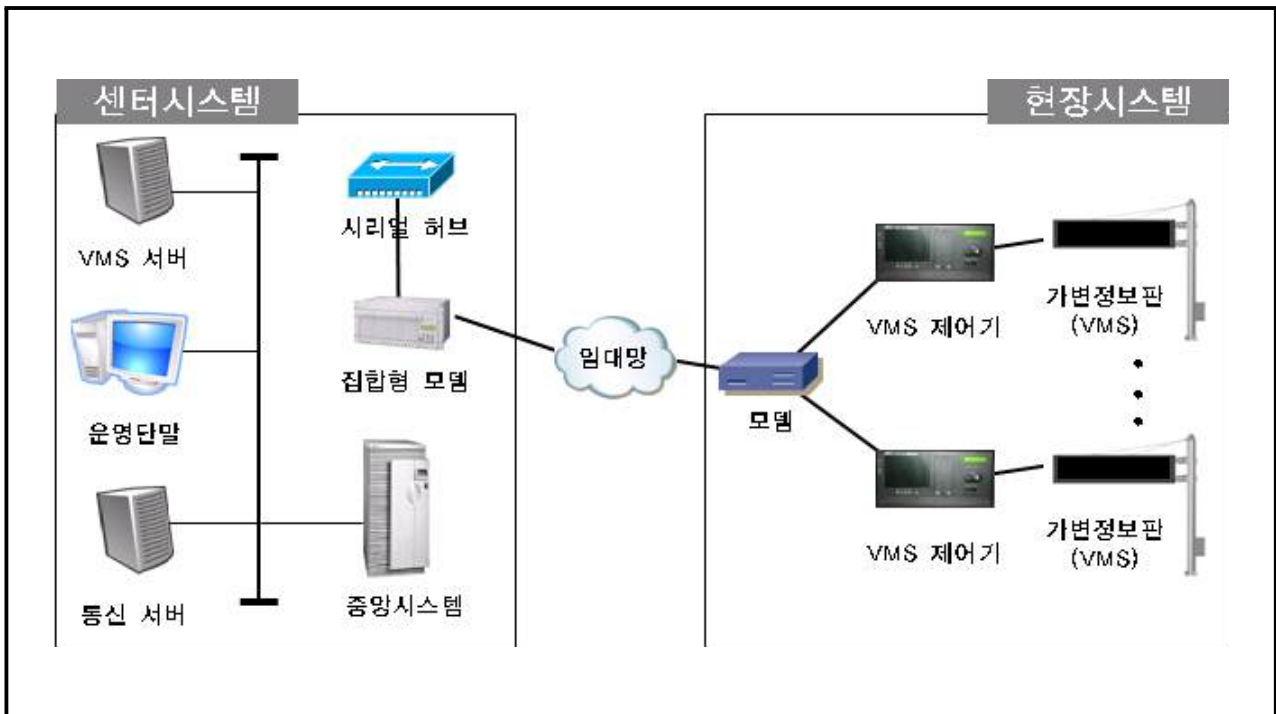 센터시스템
현장시스템
VMS 서버
시리얼 허브
운영단말
집합형 모뎀
통신 서버
중앙시스템
임대망
모뎀
VMS 제어기
가변정보판
(VMS)
VMS 제어기
가변정보판
(VMS)